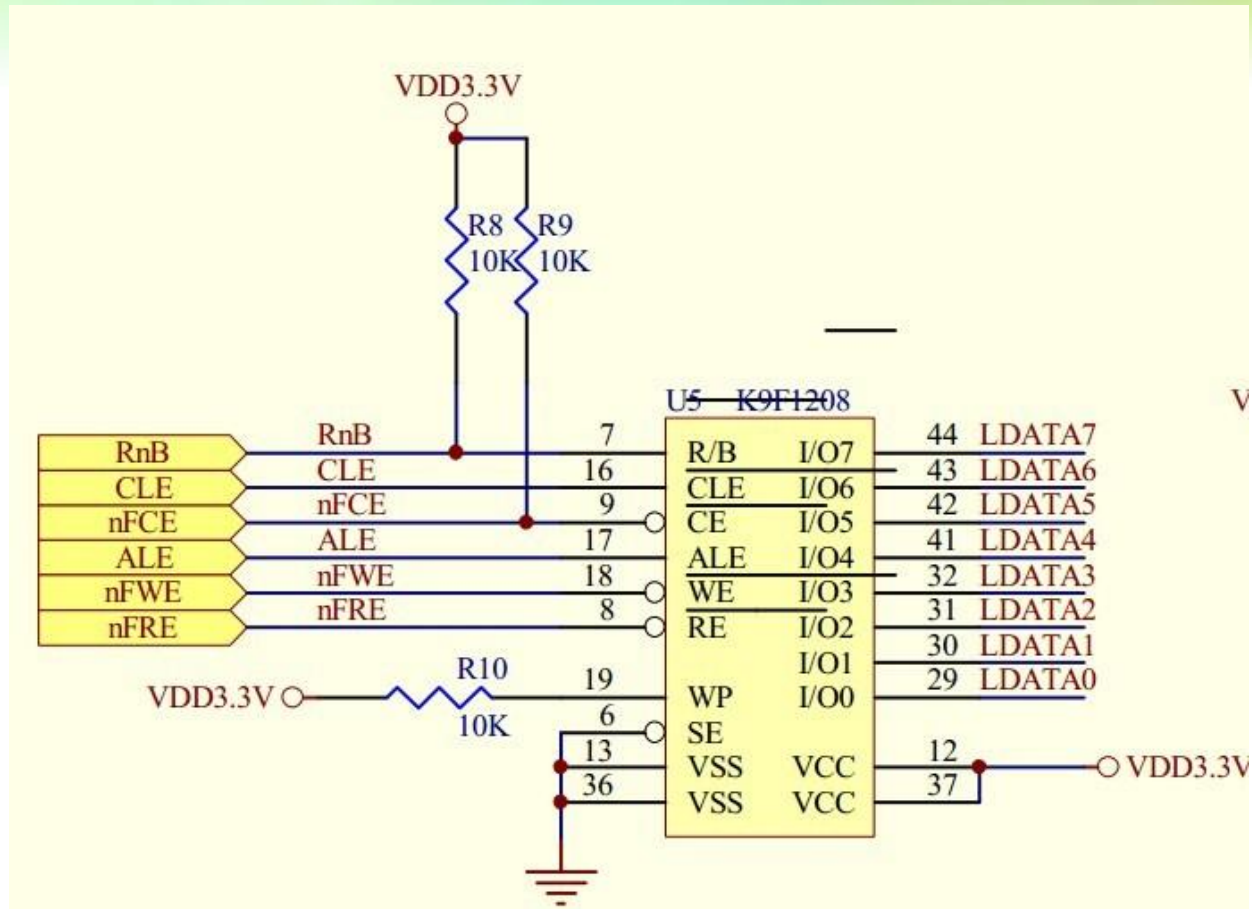 VDD3.3V
R8 R9
10K 10K
U5 K9F1208
V
RnB RnB 7 R/B I/O7 44 LDATA7
CLE CLE 16 CLE I/O6 43 LDATA6
nFCE nFCE 9 CE I/O5 42 LDATA5
ALE ALE 17 ALE I/O4 41 LDATA4
nFWE nFWE 18 WE I/O3 32 LDATA3
nFRE nFRE 8 RE I/O2 31 LDATA2
I/O1 30 LDATA1
VDD3.3V R10 10K 19 WP I/O0 29 LDATA0
6 SE
13 VSS VCC 12 VDD3.3V
36 VSS VCC 37